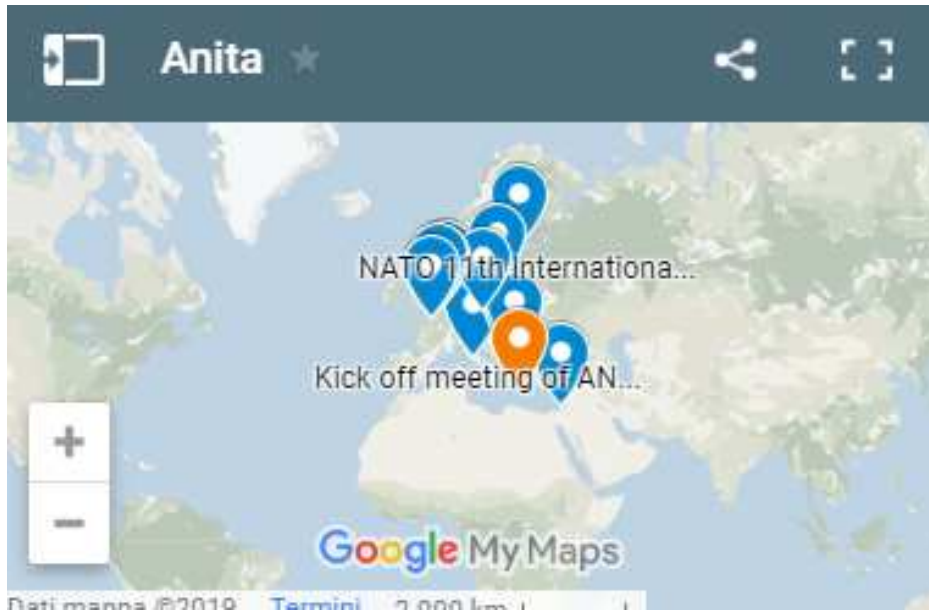 Anita
NATO 11th Internationa...
Kick off meeting of AN...
Google My Maps
Dati mappa ©2019 Termini 2.000 km